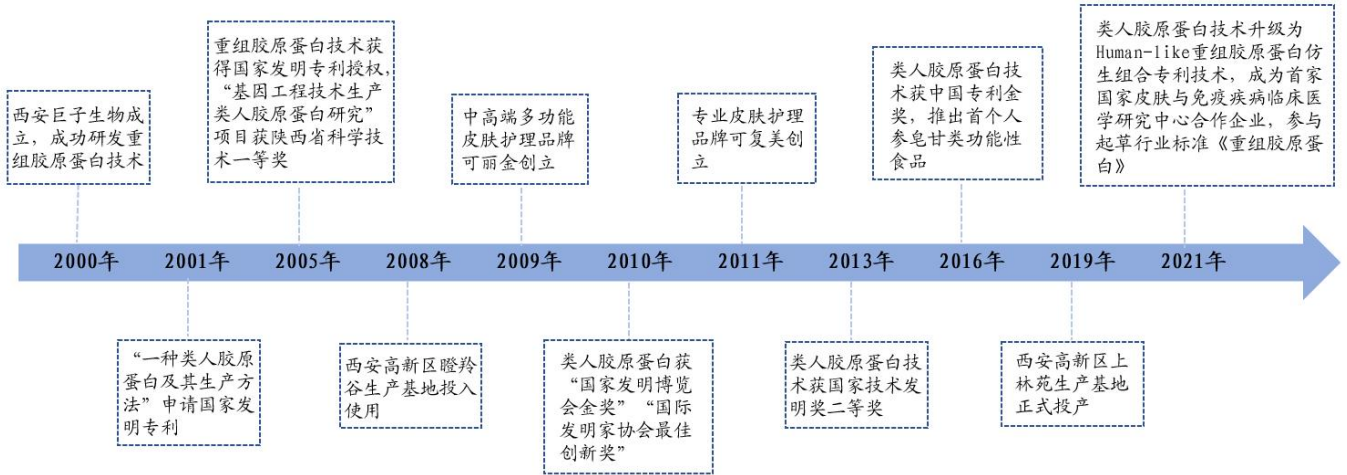 西安巨子生物成
立，成功研发重
组胶原蛋白技术
重组胶原蛋白技术获
得国家发明专利授权，
“基因工程技术生产
类人胶原蛋白研究”
项目获陕西省科学技
术一等奖
中高端多功能
皮肤护理品牌
可丽金创立
专业皮肤护理
品牌可复美创
立
类人胶原蛋白技
术获中国专利金
奖，推出首个人
参皂甘类功能性
食品
类人胶原蛋白技术升级为
Human-like重组胶原蛋白仿
生组合专利技术，成为首家
国家皮肤与免疫疾病临床医
学研究中心合作企业，参与
起草行业标准《重组胶原蛋
白》
2000年 2001年 2005年 2008年 2009年 2010年 2011年 2013年 2016年 2019年 2021年
“一种类人胶原
蛋白及其生产方
法”申请国家发
明专利
西安高新区瞪羚
谷生产基地投入
使用
类人胶原蛋白获
“国家发明博览
会金奖”“国际
发明家协会最佳
创新奖”
类人胶原蛋白技
术获国家技术发
明奖二等奖
西安高新区上
林苑生产基地
正式投产